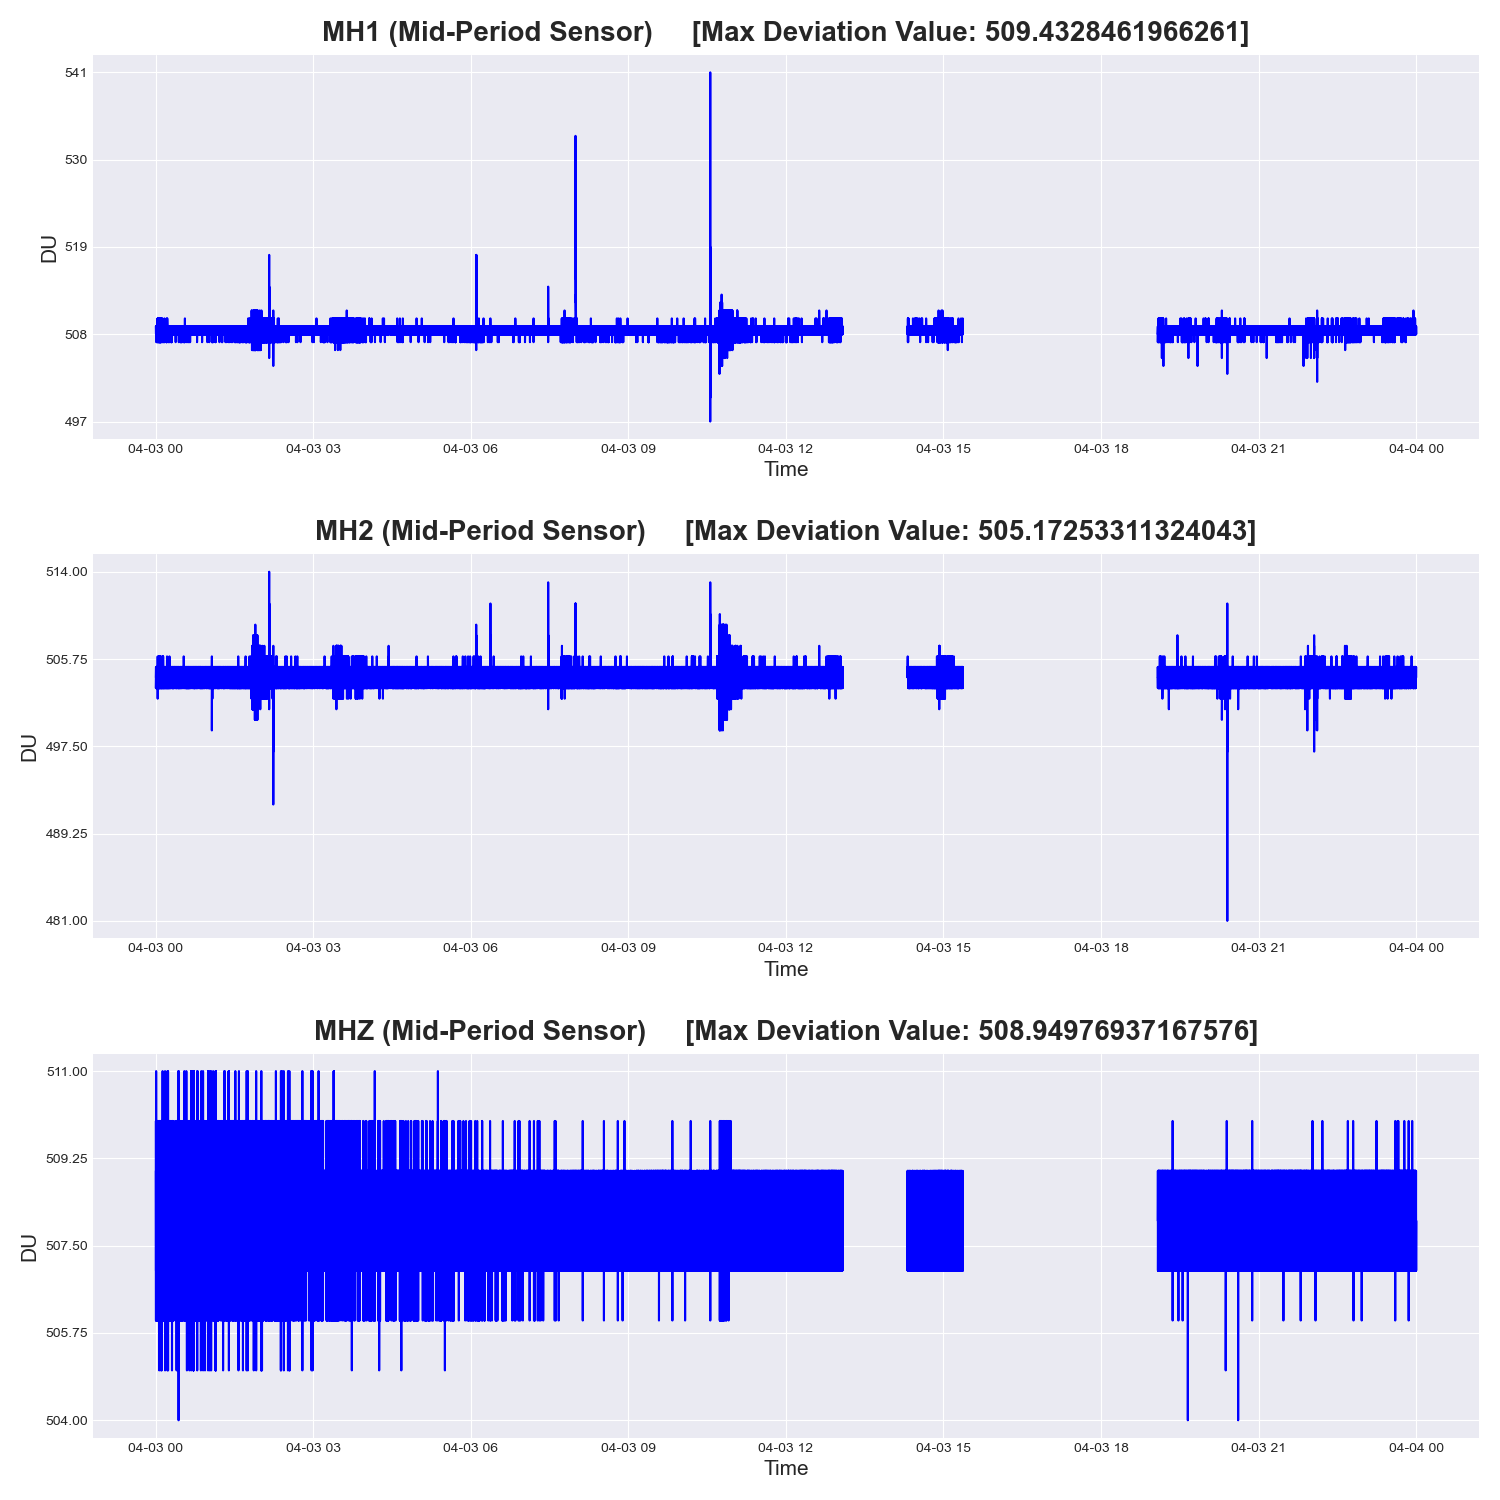 MH1 (Mid-Period Sensor) [Max Deviation Value: 509.4328461966261]
541
530
519
508
497
DU
04-03 00 04-03 03 04-03 06 04-03 09 04-03 12 04-03 15 04-03 18 04-03 21 04-04 00
Time
MH2 (Mid-Period Sensor) [Max Deviation Value: 505.17253311324043]
514.00
505.75
497.50
489.25
481.00
DU
04-03 00 04-03 03 04-03 06 04-03 09 04-03 12 04-03 15 04-03 18 04-03 21 04-04 00
Time
MHZ (Mid-Period Sensor) [Max Deviation Value: 508.94976937167576]
511.00
509.25
507.50
505.75
504.00
DU
04-03 00 04-03 03 04-03 06 04-03 09 04-03 12 04-03 15 04-03 18 04-03 21 04-04 00
Time